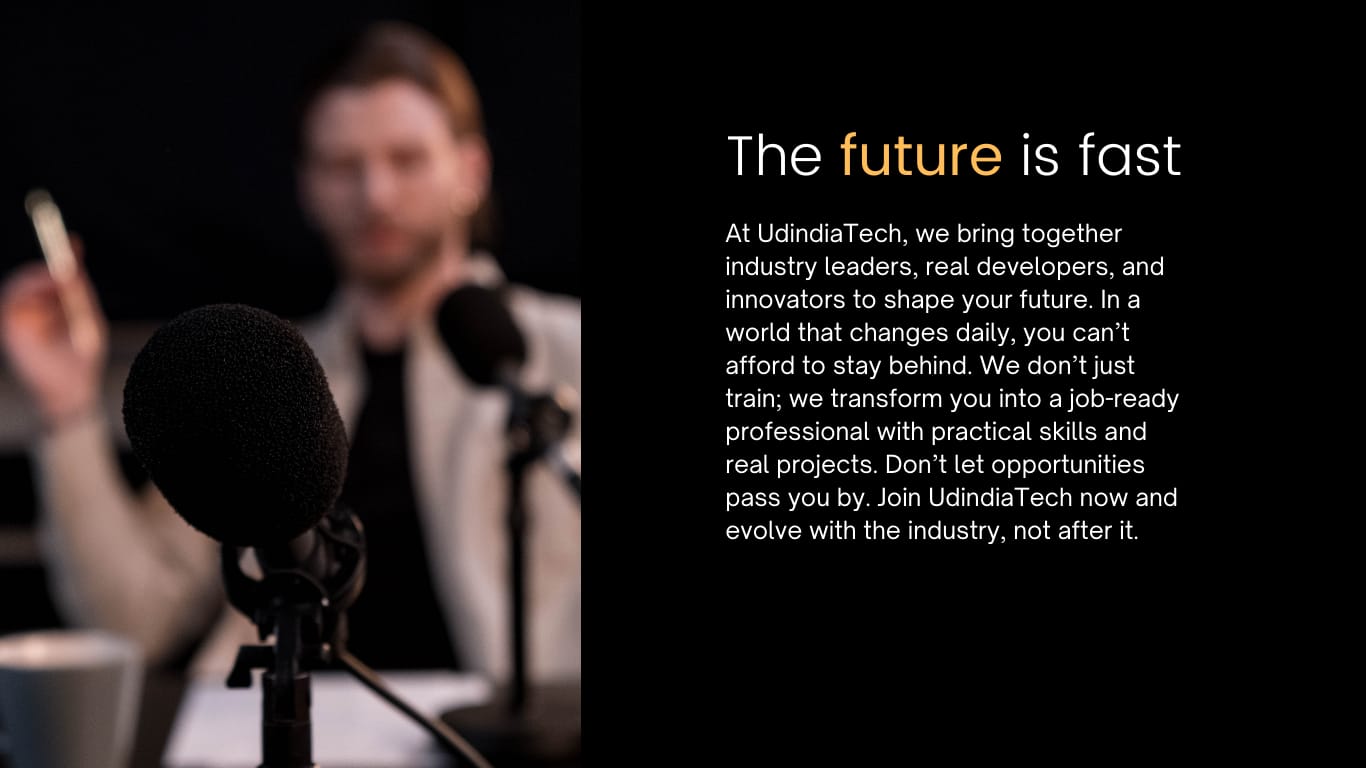 The future is fast
At UdindiaTech, we bring together
industry leaders, real developers, and
innovators to shape your future. In a
world that changes daily, you can’t
afford to stay behind. We don’t just
train; we transform you into a job-ready
professional with practical skills and
real projects. Don’t let opportunities
pass you by. Join UdindiaTech now and
evolve with the industry, not after it.